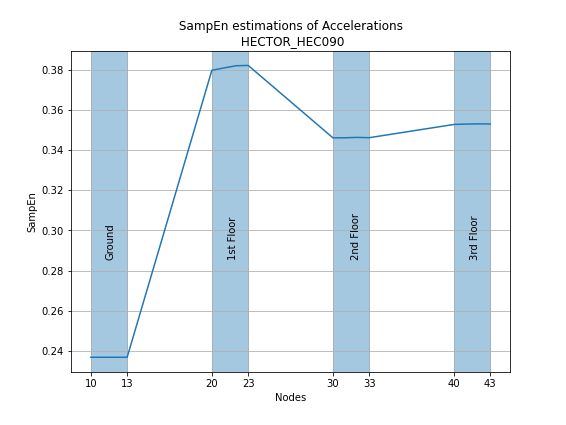 SampEn estimations of Accelerations
HECTOR_HEC090
SampEn
0.38
0.36
0.34
0.32
0.30
0.28
0.26
0.24
Ground
1st Floor
2nd Floor
3rd Floor
10 13 20 23 30 33 40 43
Nodes